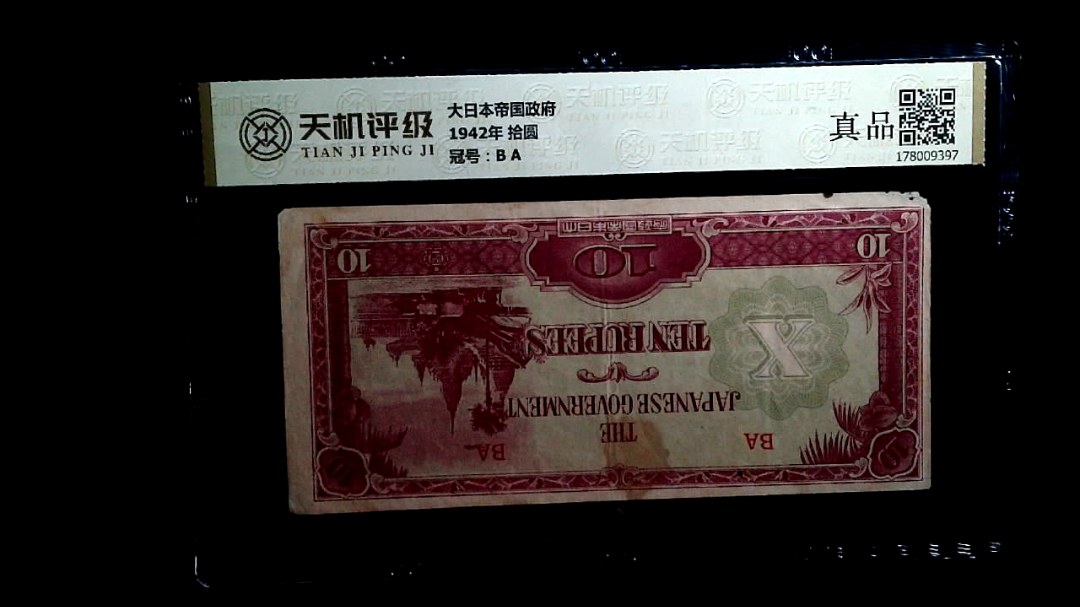 天机评级
TIAN JI PING JI
大日本帝国政府
1942年 拾圆
冠号：B A
真品
178009397
BA
BA
THE
JAPANESE GOVERNMENT
TEN RUPEES
X
10
10
10